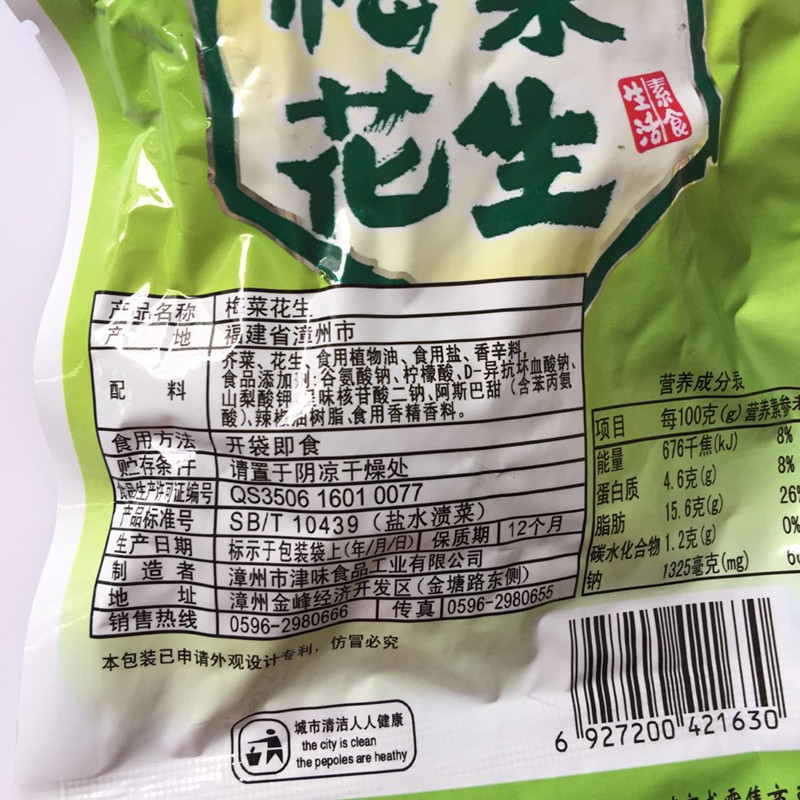 梅菜
花生
素食
生活
产品名称 梅菜花生
产 地 福建省漳州市
配 料 芥菜、花生、食用植物油、食用盐、香辛料、
食品添加剂:谷氨酸钠、柠檬酸、D-异抗坏血酸钠、
山梨酸钾、呈味核苷酸二钠、阿斯巴甜（含苯丙氨
酸）、辣椒油树脂、食用香精香料。
食用方法 开袋即食
贮存条件 请置于阴凉干燥处
食品生产许可证编号 QS3506 1601 0077
产品标准号 SB/T 10439（盐水渍菜）
生产日期 标示于包装袋上(年/月/日) 保质期 12个月
制造者 漳州市津味食品工业有限公司
地 址 漳州金峰经济开发区(金塘路东侧)
销售热线 0596-2980666 传真 0596-2980655
本包装已申请外观设计专利，仿冒必究
营养成分表
项目 每100克(g) 营养素参考
能量 676千焦(kJ) 8%
蛋白质 4.6克(g) 8%
脂肪 15.6克(g) 26%
碳水化合物 1.2克(g) 0%
钠 1325毫克(mg)
城市清洁人人健康
the city is clean
the pepoles are heathy
6 927200 421630